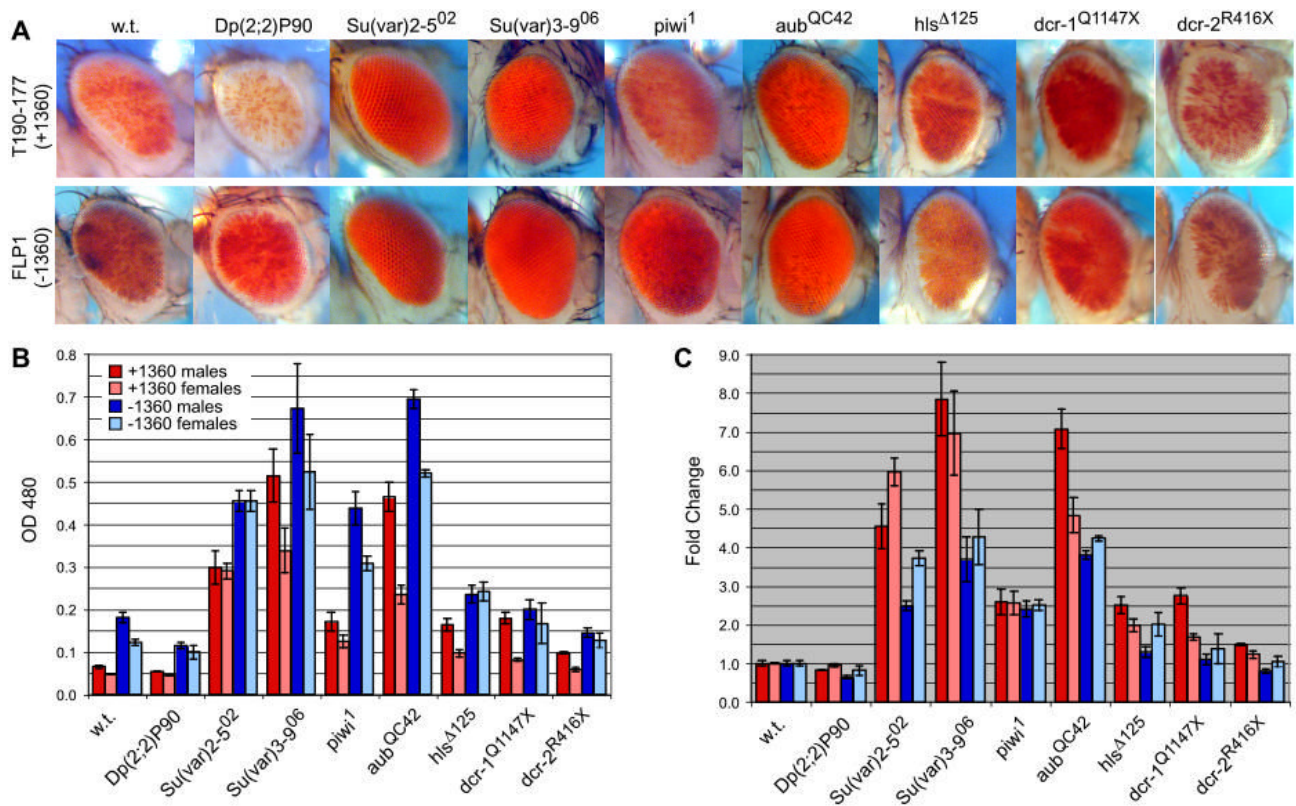 A
w.t.
Dp(2;2)P90
Su(var)2-5⁰²
Su(var)3-9⁰⁶
piwi¹
aub^QC42
hls^Δ125
dcr-1^Q1147X
dcr-2^R416X
T190-177
(+1360)
FLP1
(-1360)
B
0.8
0.7
0.6
0.5
0.4
0.3
0.2
0.1
0.0
OD 480
+1360 males
+1360 females
-1360 males
-1360 females
w.t.
Dp(2;2)P90
Su(var)2-5⁰²
Su(var)3-9⁰⁶
piwi¹
aub^QC42
hls^Δ125
dcr-1^Q1147X
dcr-2^R416X
C
9.0
8.0
7.0
6.0
5.0
4.0
3.0
2.0
1.0
0.0
Fold Change
w.t.
Dp(2;2)P90
Su(var)2-5⁰²
Su(var)3-9⁰⁶
piwi¹
aub^QC42
hls^Δ125
dcr-1^Q1147X
dcr-2^R416X